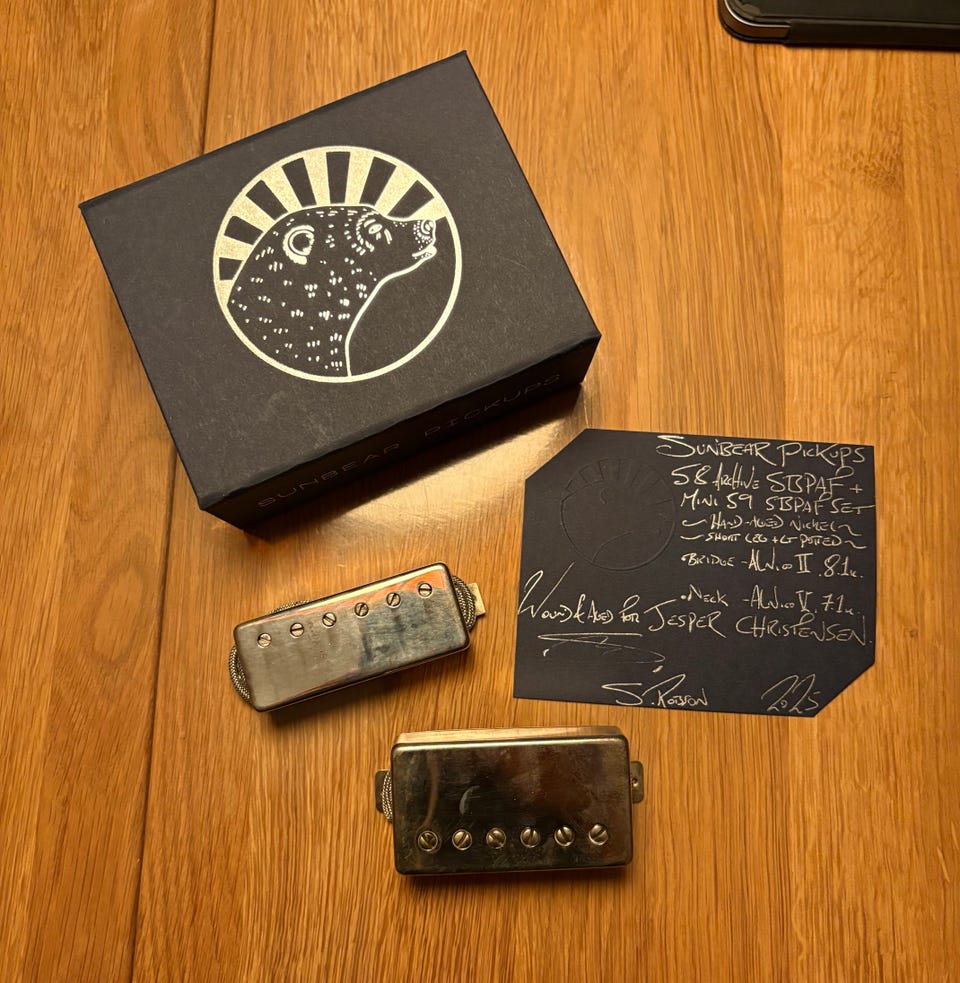 SUNBEAR PICKUPS
SUNBEAR PICKUPS
58 ARCHIVE SBPAF +
MINI 59 SBPAF SET
~ HAND-AGED NICKEL ~
~ SHORT LEG + LT POTTED ~
• BRIDGE - ALNICO II 8.1k.
• NECK - ALNICO V 7.1k.
WOUND & AGED FOR JESPER CHRISTENSEN.
S. ROBSON 2025